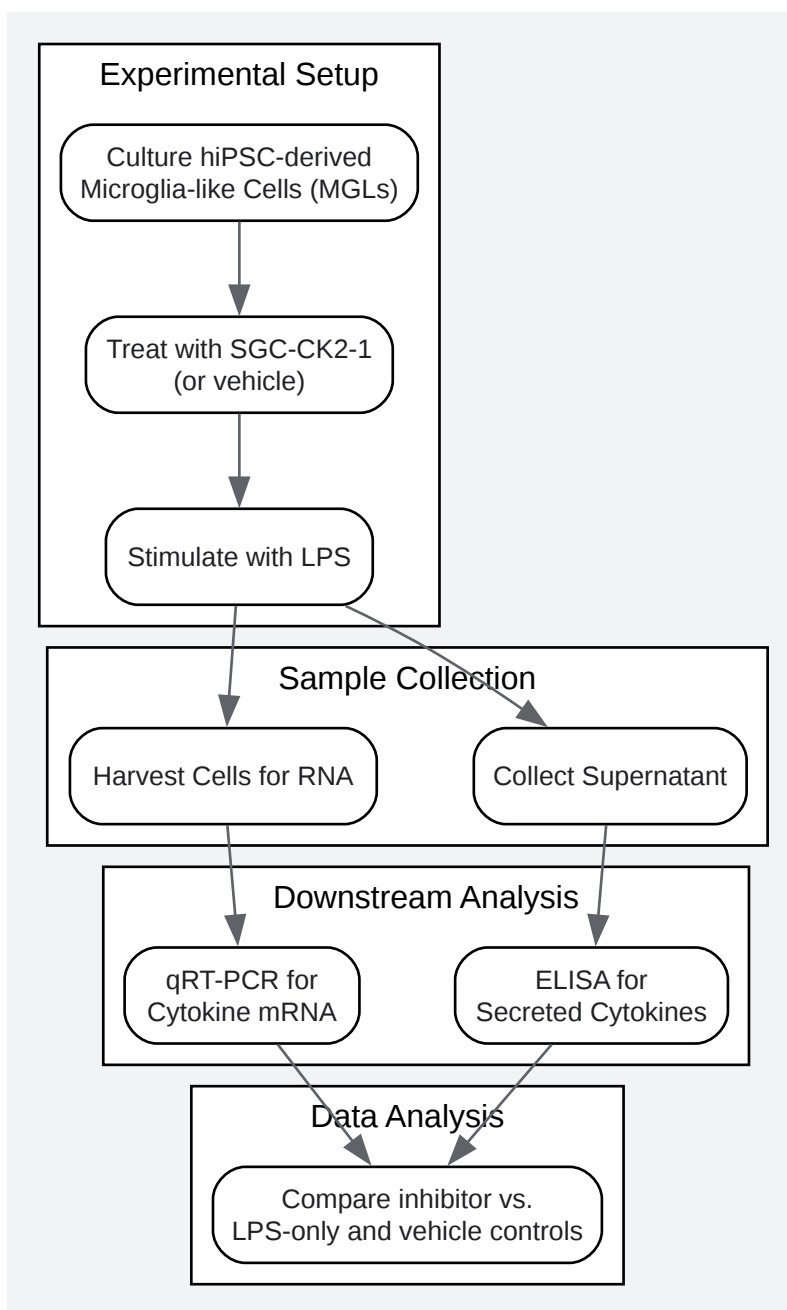 Experimental Setup
Culture hiPSC-derived
Microglia-like Cells (MGLs)
Treat with SGC-CK2-1
(or vehicle)
Stimulate with LPS
Sample Collection
Harvest Cells for RNA
Collect Supernatant
Downstream Analysis
qRT-PCR for
Cytokine mRNA
ELISA for
Secreted Cytokines
Data Analysis
Compare inhibitor vs.
LPS-only and vehicle controls